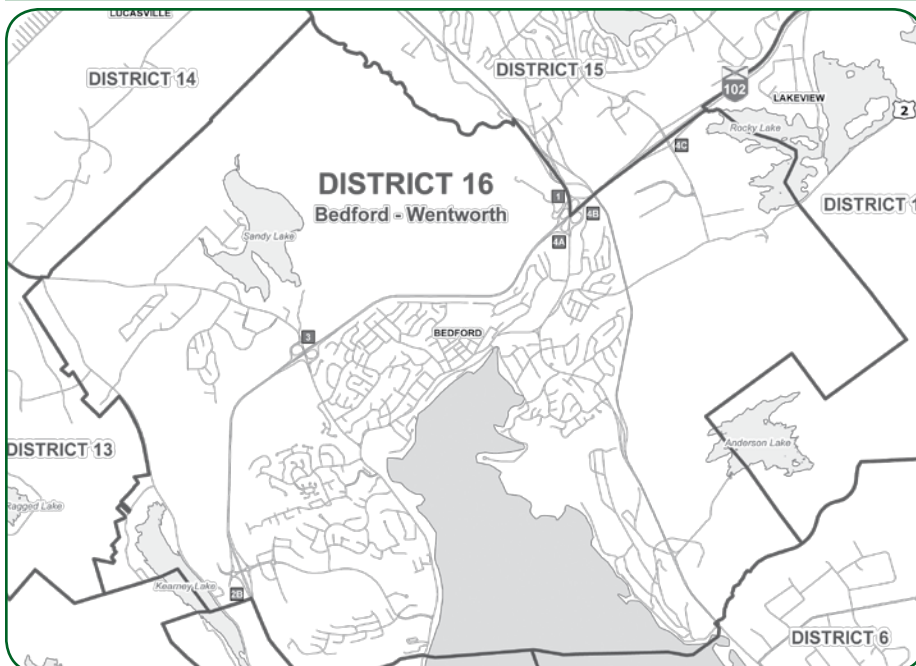 LUCASVILLE
DISTRICT 14
DISTRICT 15
102
LAKEVIEW
2
Rocky Lake
4C
DISTRICT 16
Bedford - Wentworth
1
4B
DISTRICT 1
Sandy Lake
4A
3
BEDFORD
DISTRICT 13
Anderson Lake
Ragged Lake
Kearney Lake
2B
DISTRICT 6